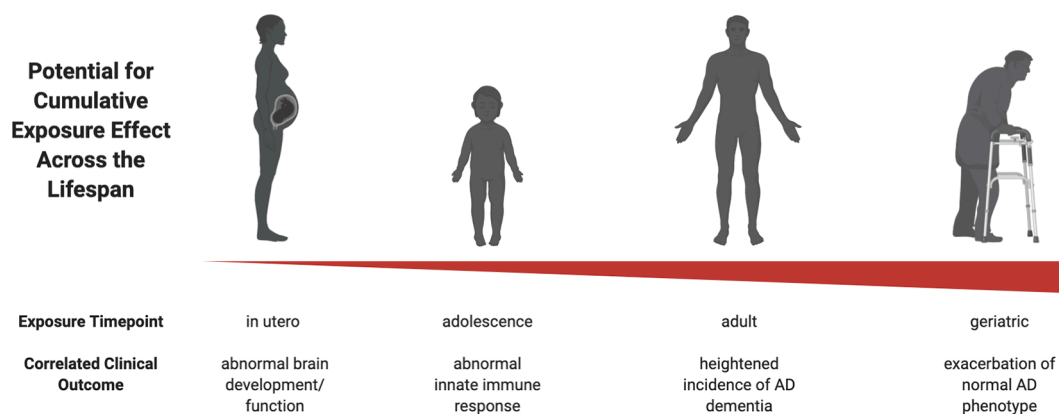 Potential for
Cumulative
Exposure Effect
Across the
Lifespan
Exposure Timepoint
in utero
adolescence
adult
geriatric
Correlated Clinical
Outcome
abnormal brain
development/
function
abnormal
innate immune
response
heightened
incidence of AD
dementia
exacerbation of
normal AD
phenotype